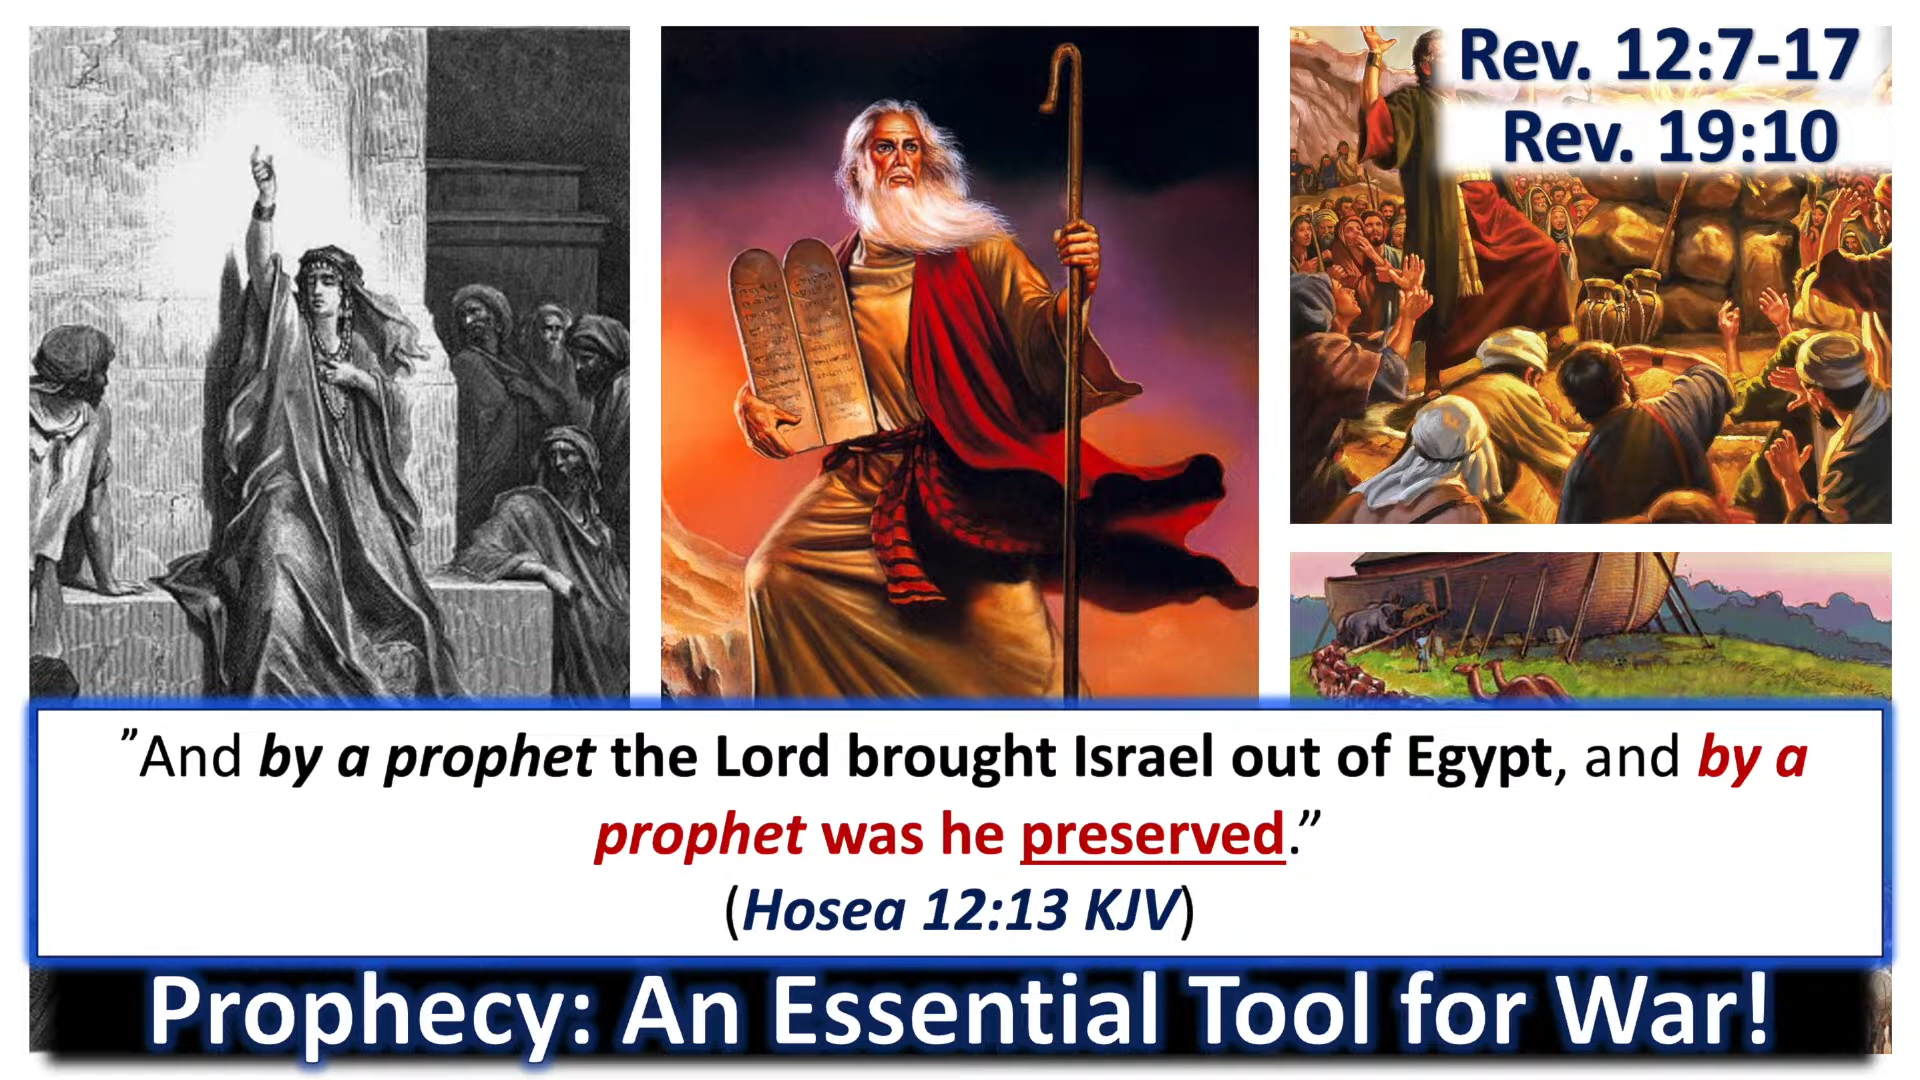 Rev. 12:7-17
Rev. 19:10
”And by a prophet the Lord brought Israel out of Egypt, and by a
prophet was he preserved.”
(Hosea 12:13 KJV)
Prophecy: An Essential Tool for War!